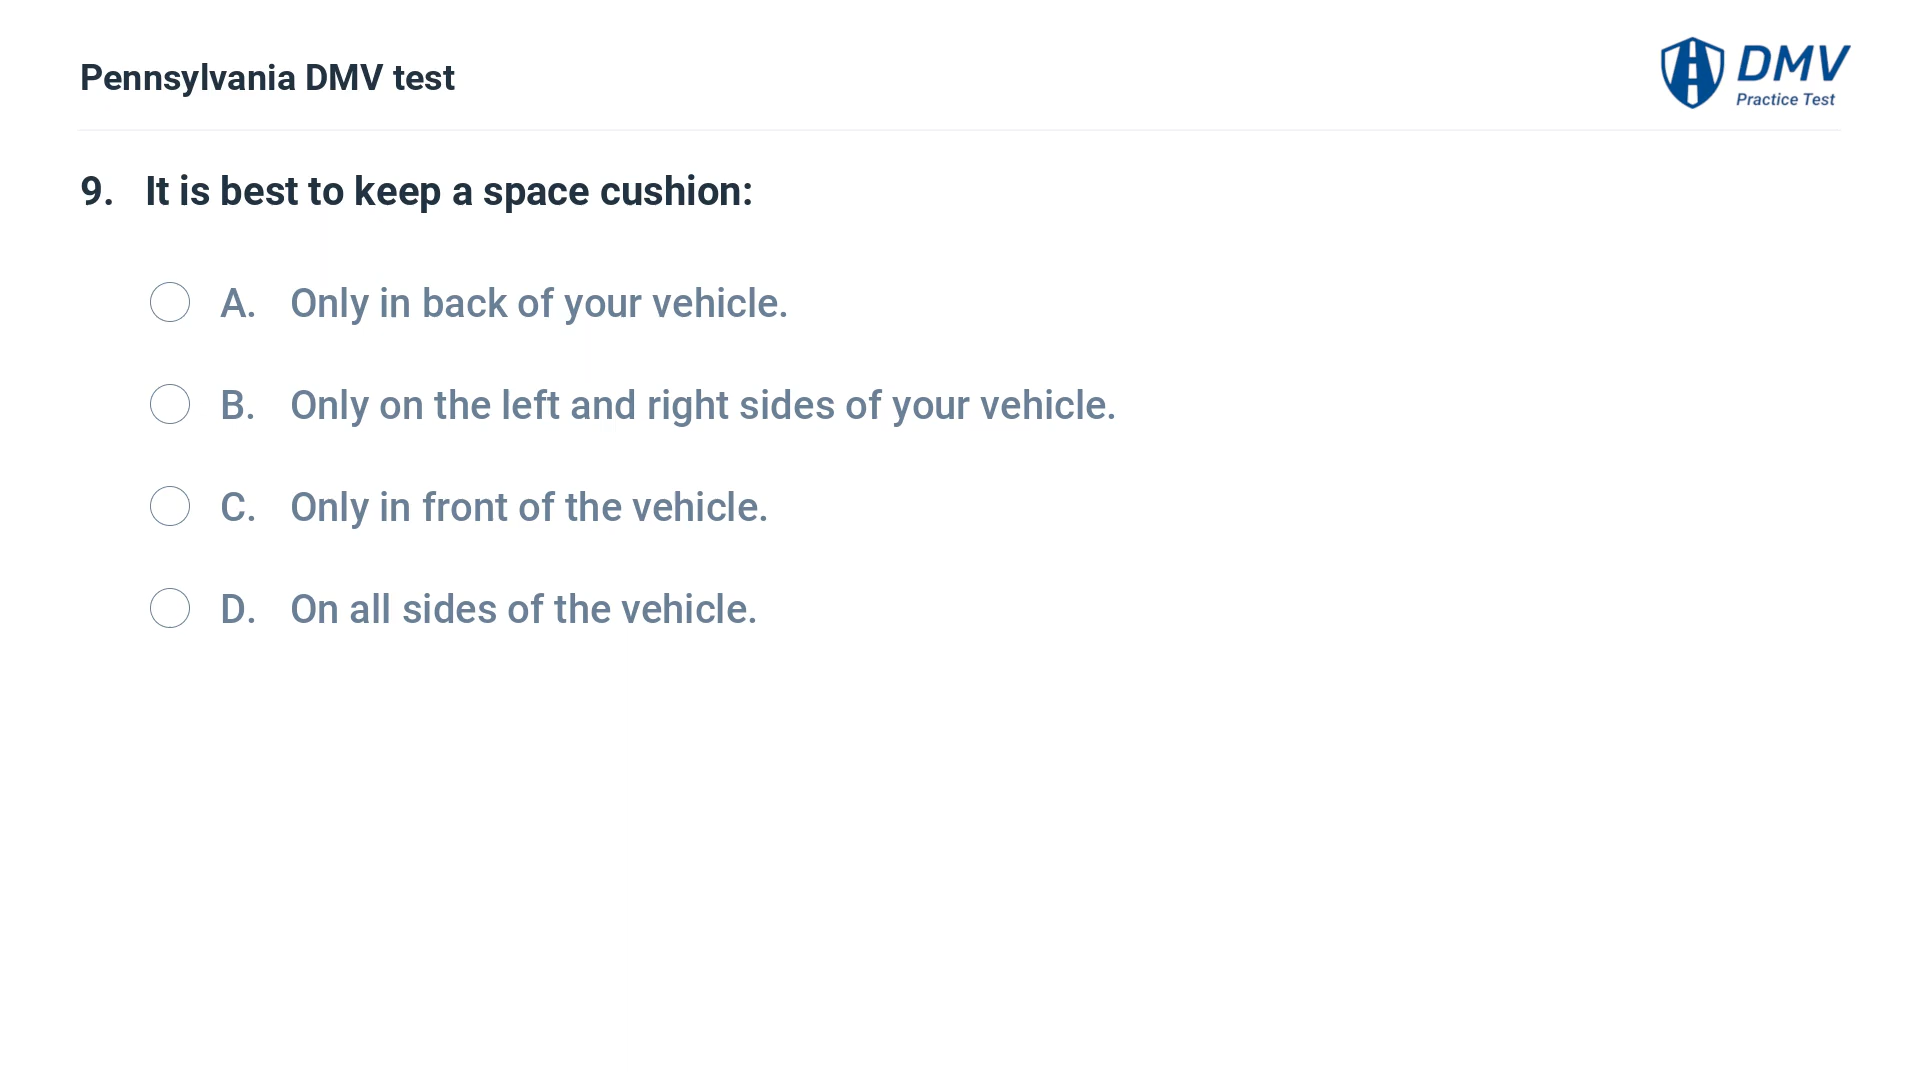 Pennsylvania DMV test
DMV
Practice Test
9. It is best to keep a space cushion:
A. Only in back of your vehicle.
B. Only on the left and right sides of your vehicle.
C. Only in front of the vehicle.
D. On all sides of the vehicle.